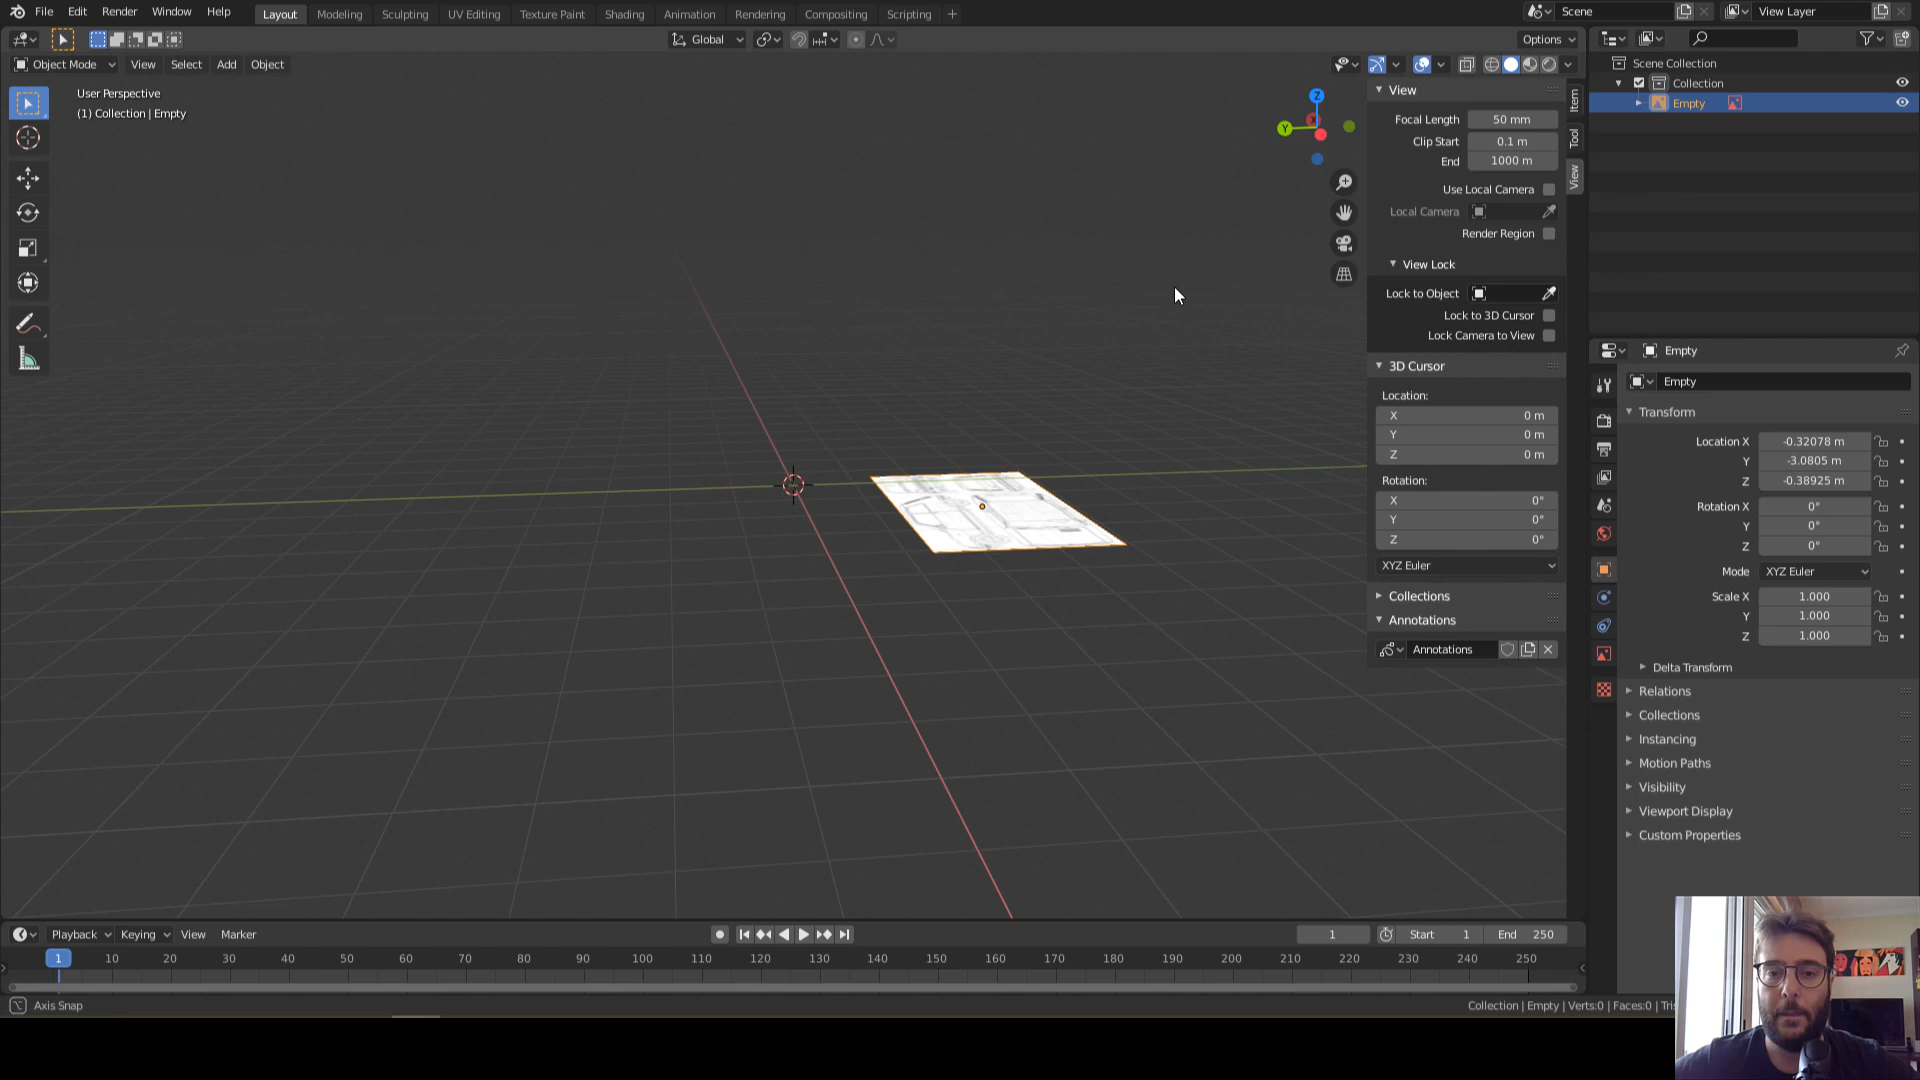 File Edit Render Window Help Layout Modeling Sculpting UV Editing Texture Paint Shading Animation Rendering Compositing Scripting + Scene View Layer
Global Options
Object Mode View Select Add Object
User Perspective
(1) Collection | Empty
Z
X
Y
View
Focal Length 50 mm
Clip Start 0.1 m
End 1000 m
Use Local Camera
Local Camera
Render Region
View Lock
Lock to Object
Lock to 3D Cursor
Lock Camera to View
3D Cursor
Location:
X 0 m
Y 0 m
Z 0 m
Rotation:
X 0°
Y 0°
Z 0°
XYZ Euler
Collections
Annotations
Annotations
Item
Tool
View
Scene Collection
Collection
Empty
Empty
Empty
Transform
Location X -0.32078 m
Y -3.0805 m
Z -0.38925 m
Rotation X 0°
Y 0°
Z 0°
Mode XYZ Euler
Scale X 1.000
Y 1.000
Z 1.000
Delta Transform
Relations
Collections
Instancing
Motion Paths
Visibility
Viewport Display
Custom Properties
Playback Keying View Marker 1 Start 1 End 250
1 10 20 30 40 50 60 70 80 90 100 110 120 130 140 150 160 170 180 190 200 210 220 230 240 250
Axis Snap Collection | Empty | Verts:0 | Faces:0 | Tris